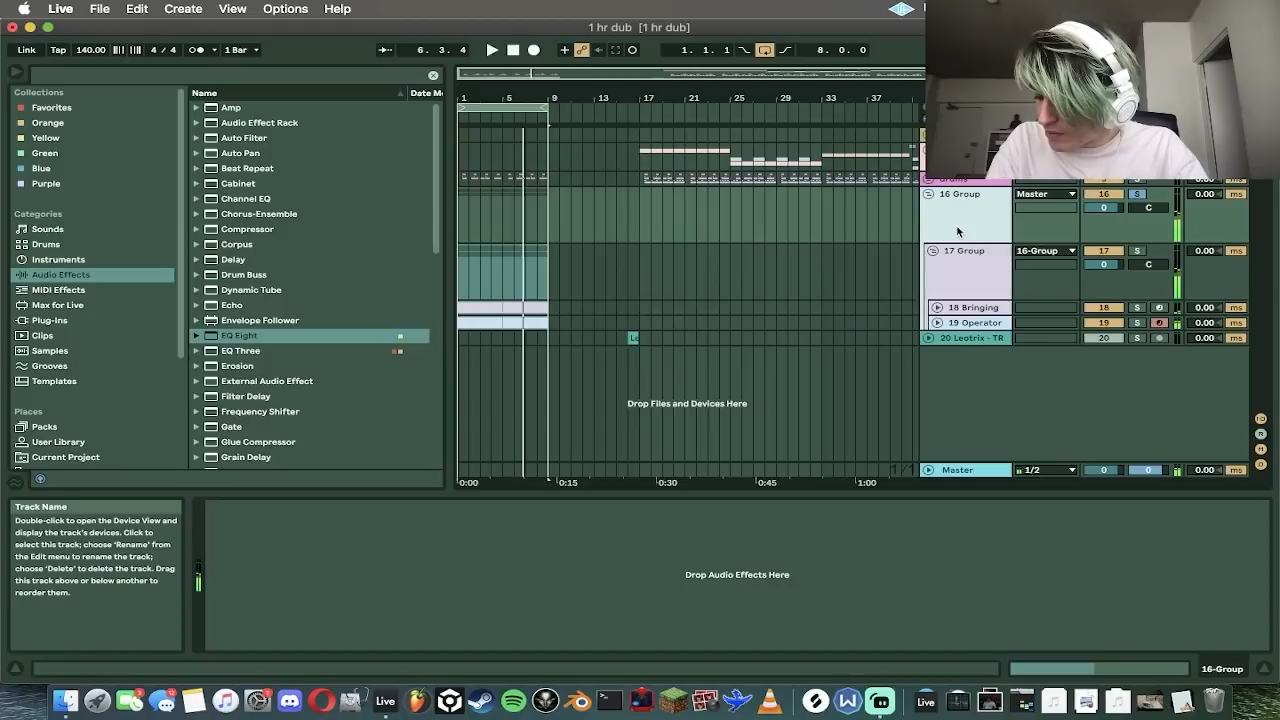 Live File Edit Create View Options Help
1 hr dub [1 hr dub]
Link Tap 140.00 4 / 4 1 Bar 6. 3. 4 1. 1. 1 8. 0. 0
Collections
Favorites
Orange
Yellow
Green
Blue
Purple
Categories
Sounds
Drums
Instruments
Audio Effects
MIDI Effects
Max for Live
Plug-Ins
Clips
Samples
Grooves
Templates
Places
Packs
User Library
Current Project
Name Date M
Amp
Audio Effect Rack
Auto Filter
Auto Pan
Beat Repeat
Cabinet
Channel EQ
Chorus-Ensemble
Compressor
Corpus
Delay
Drum Buss
Dynamic Tube
Echo
Envelope Follower
EQ Eight
EQ Three
Erosion
External Audio Effect
Filter Delay
Frequency Shifter
Gate
Glue Compressor
Grain Delay
1 5 9 13 17 21 25 29 33 37
16 Group Master 16 S 0.00 ms
0 C
17 Group 16-Group 17 S 0.00 ms
0 C
18 Bringing 18 S 0.00 ms
19 Operator 19 S 0.00 ms
Le 20 Leotrix - TR 20 S 0.00 ms
Drop Files and Devices Here
1/1 Master 1/2 0 0 0.00 ms
0:00 0:15 0:30 0:45 1:00
Track Name
Double-click to open the Device View and
display the track's devices. Click to
select this track; choose 'Rename' from
the Edit menu to rename the track;
choose 'Delete' to delete the track. Drag
this track above or below another to
reorder them.
Drop Audio Effects Here
16-Group
Live Live